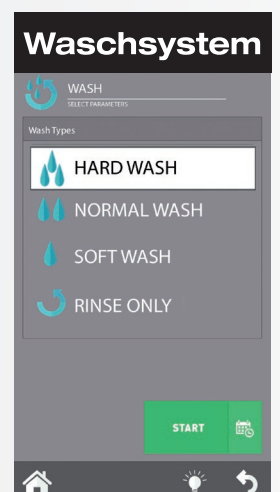 Waschsystem
WASH
SELECT PARAMETERS
Wash Types
HARD WASH
NORMAL WASH
SOFT WASH
RINSE ONLY
START